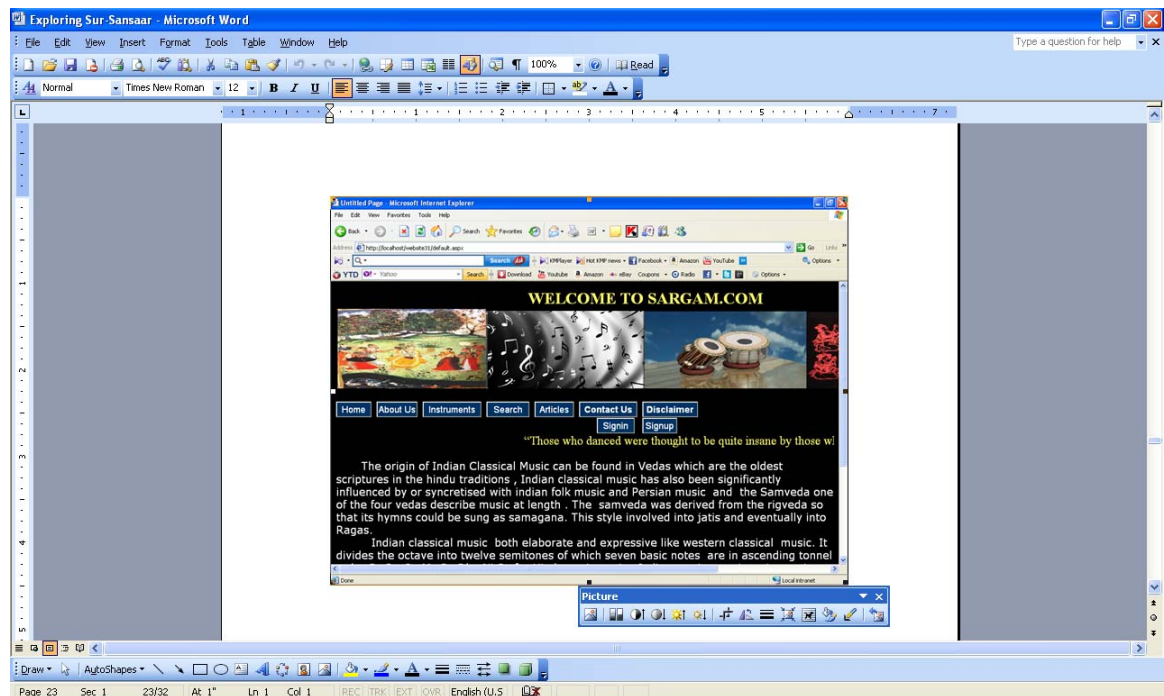 Exploring Sur-Sansaar - Microsoft Word
File Edit View Insert Format Tools Table Window Help
Type a question for help
100% Read
Normal Times New Roman 12 B I U
1 1 2 3 4 5 7
Untitled Page - Microsoft Internet Explorer
File Edit View Favorites Tools Help
Back Search Favorites
Address http://localhost/website31/default.aspx Go Links
Search KMPlayer Hot KMP news Facebook Amazon YouTube Options
YTD Yahoo Search Download Youtube Amazon eBay Coupons Radio Options
WELCOME TO SARGAM.COM
Home About Us Instruments Search Articles Contact Us Disclaimer
Signin Signup
“Those who danced were thought to be quite insane by those wl
The origin of Indian Classical Music can be found in Vedas which are the oldest
scriptures in the hindu traditions , Indian classical music has also been significantly
influenced by or syncretised with indian folk music and Persian music and the Samveda one
of the four vedas describe music at length . The samveda was derived from the rigveda so
that its hymns could be sung as samagana. This style involved into jatis and eventually into
Ragas.
Indian classical music both elaborate and expressive like western classical music. It
divides the octave into twelve semitones of which seven basic notes are in ascending tonnel
Done Local intranet
Picture
Draw AutoShapes
Page 23 Sec 1 23/32 At 1" Ln 1 Col 1 REC TRK EXT OVR English (U.S